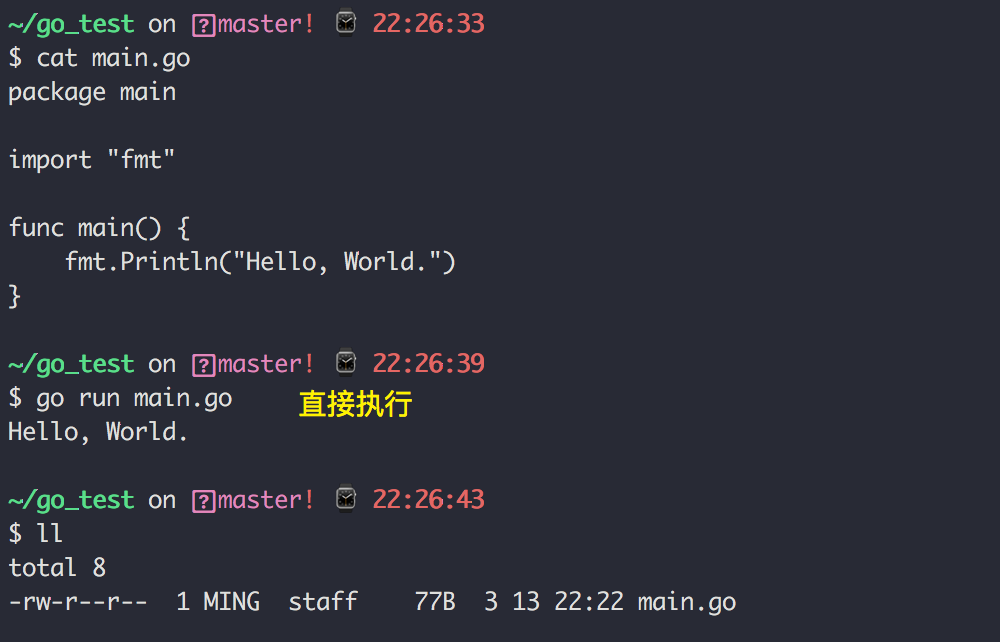 ~/go_test on master! ⌚ 22:26:33
$ cat main.go
package main
import "fmt"
func main() {
    fmt.Println("Hello, World.")
}
~/go_test on master! ⌚ 22:26:39
$ go run main.go 直接执行
Hello, World.
~/go_test on master! ⌚ 22:26:43
$ ll
total 8
-rw-r--r--  1 MING  staff    77B  3 13 22:22 main.go